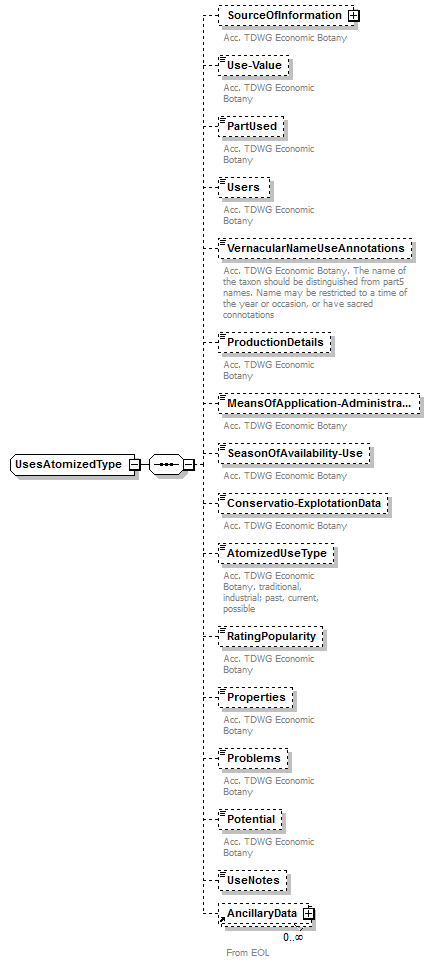 SourceOfInformation
Acc. TDWG Economic Botany
Use-Value
Acc. TDWG Economic
Botany
PartUsed
Acc. TDWG Economic
Botany
Users
Acc. TDWG Economic
Botany
VernacularNameUseAnnotations
Acc. TDWG Economic Botany. The name of
the taxon should be distinguished from part5
names. Name may be restricted to a time of
the year or occasion, or have sacred
connotations
ProductionDetails
Acc. TDWG Economic
Botany
MeansOfApplication-Administra...
Acc. TDWG Economic Botany
UsesAtomizedType
SeasonOfAvailability-Use
Acc. TDWG Economic Botany
Conservatio-ExplotationData
Acc. TDWG Economic Botany
AtomizedUseType
Acc. TDWG Economic
Botany. traditional,
industrial; past, current,
possible
RatingPopularity
Acc. TDWG Economic
Botany
Properties
Acc. TDWG Economic
Botany
Problems
Acc. TDWG Economic
Botany
Potential
Acc. TDWG Economic
Botany
UseNotes
AncillaryData
0..∞
From EOL